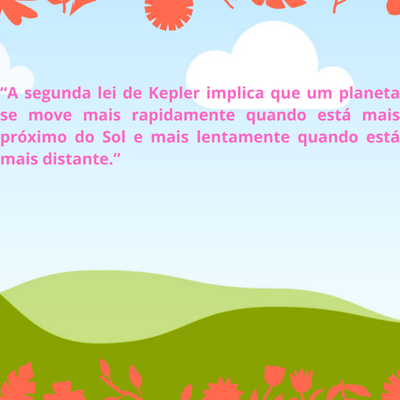 “A segunda lei de Kepler implica que um planeta
se move mais rapidamente quando está mais
próximo do Sol e mais lentamente quando está
mais distante.”